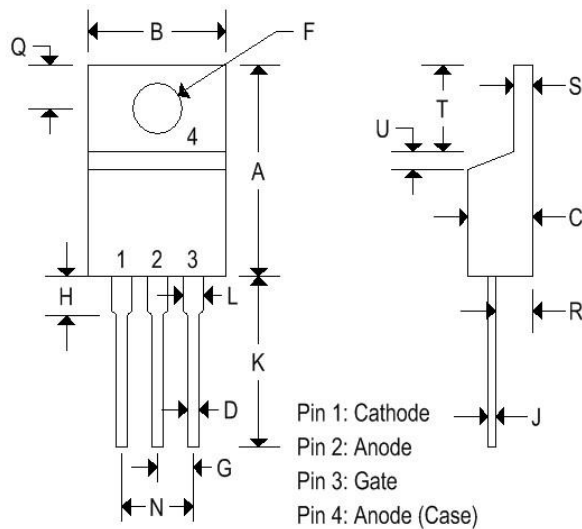 B
Q
F
S
T
4
U
A
C
1 2 3
H
L
R
K
D
J
G
N
Pin 1: Cathode
Pin 2: Anode
Pin 3: Gate
Pin 4: Anode (Case)